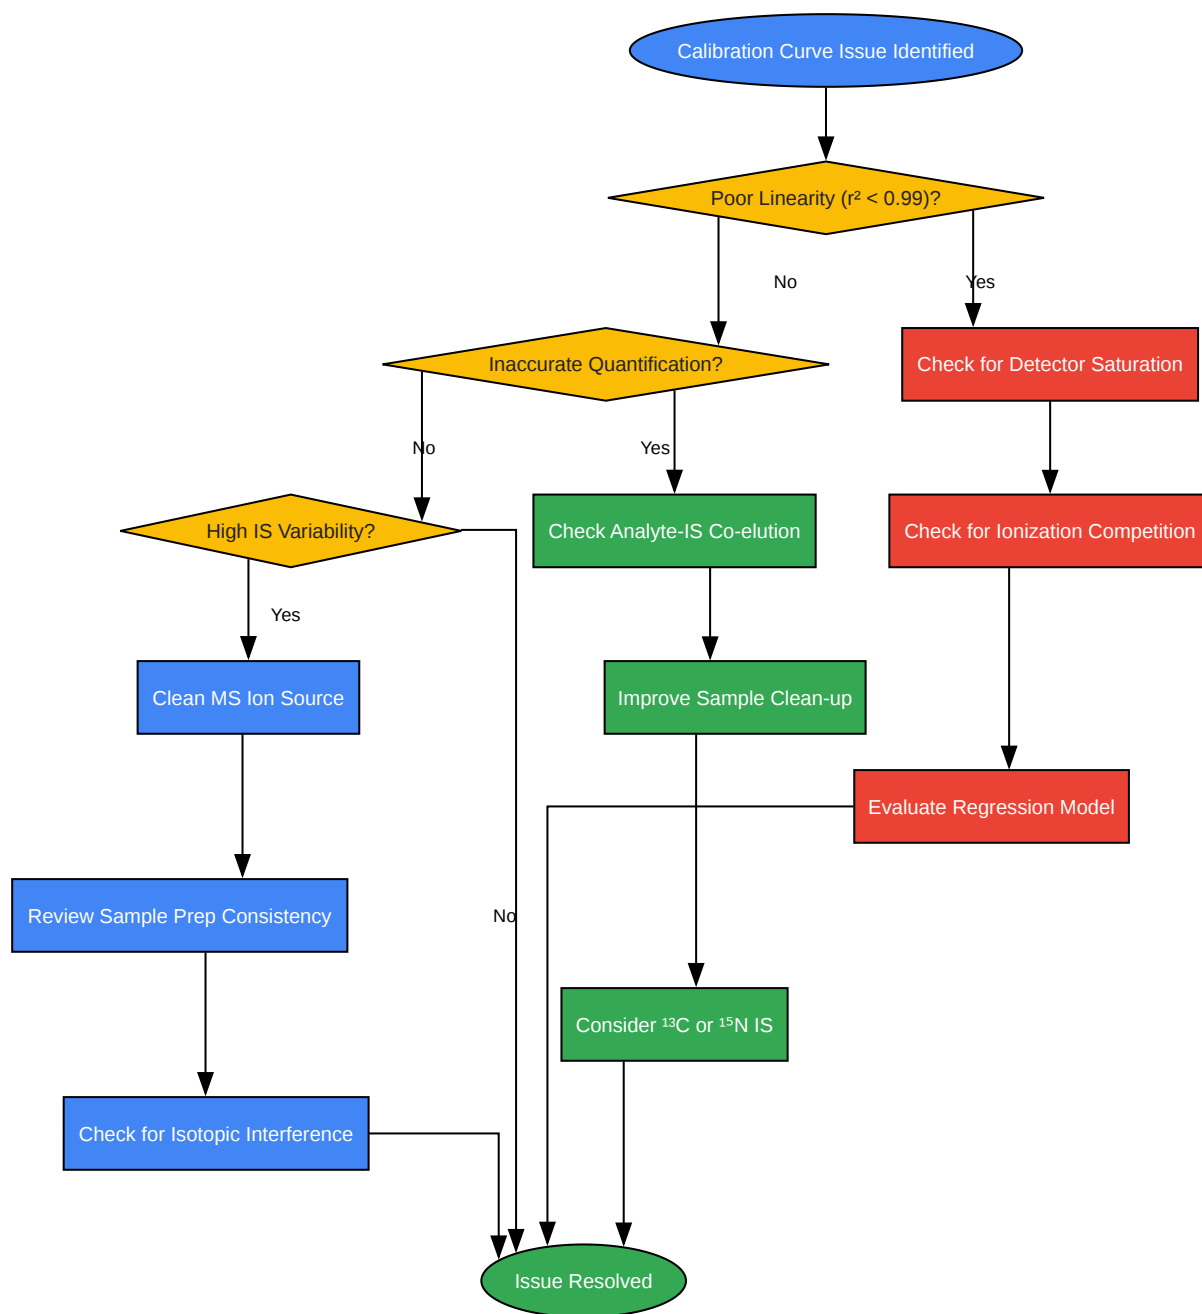 Calibration Curve Issue Identified
Poor Linearity (r² < 0.99)?
No
Yes
Inaccurate Quantification?
Check for Detector Saturation
No
Yes
High IS Variability?
Check Analyte-IS Co-elution
Check for Ionization Competition
Yes
Clean MS Ion Source
Improve Sample Clean-up
Evaluate Regression Model
Review Sample Prep Consistency
No
Consider ¹³C or ¹⁵N IS
Check for Isotopic Interference
Issue Resolved